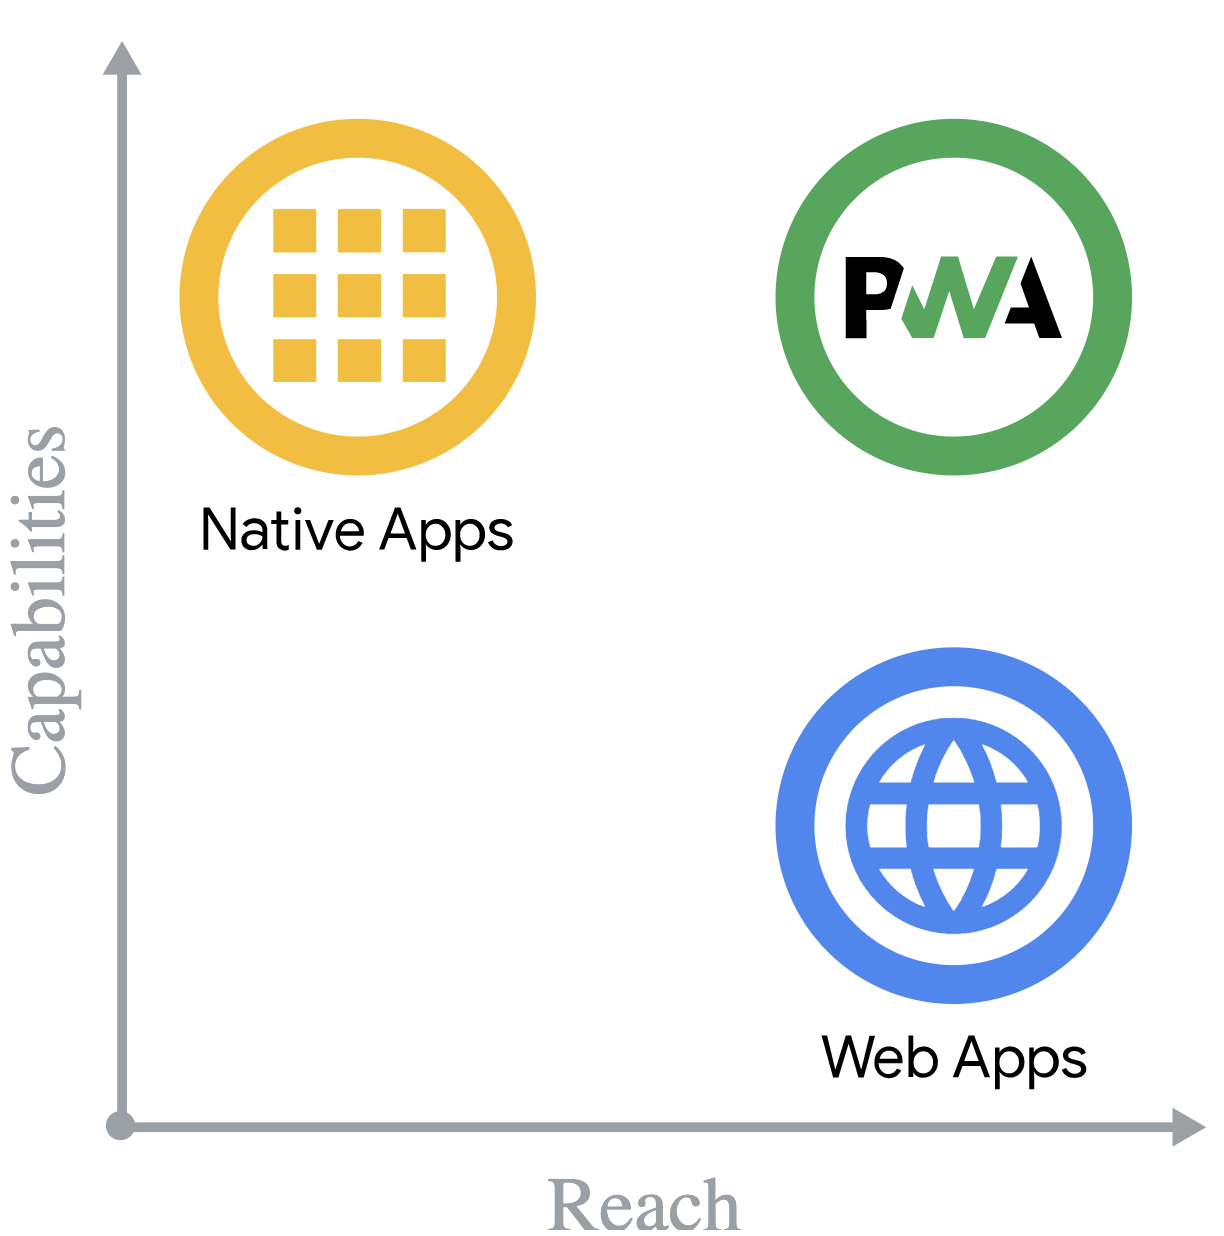 PWA
Native Apps
Capabilities
Web Apps
Reach